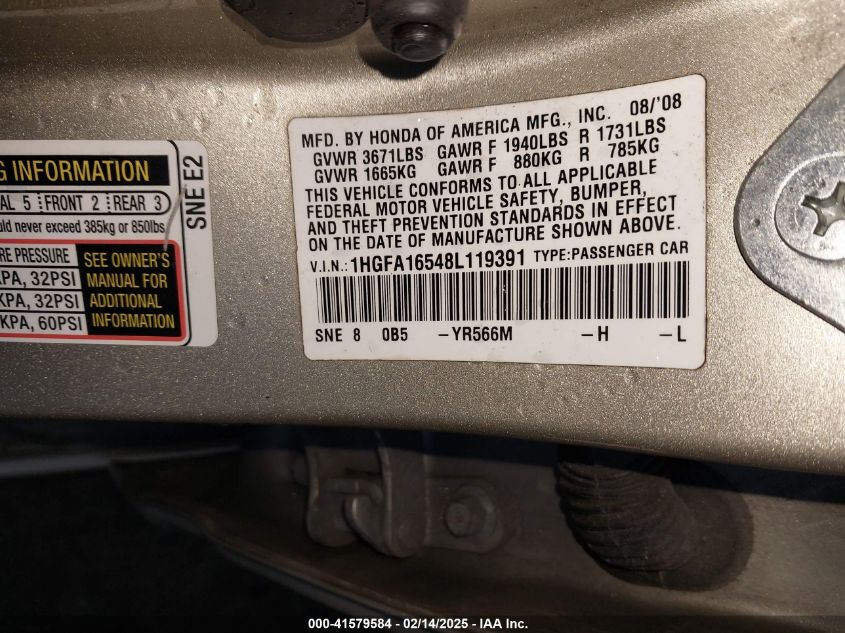 G INFORMATION
AL 5 FRONT 2 REAR 3
uld never exceed 385kg or 850lbs
RE PRESSURE
KPA, 32PSI
KPA, 32PSI
KPA, 60PSI
SEE OWNER'S
MANUAL FOR
ADDITIONAL
INFORMATION
SNE E2
MFD. BY HONDA OF AMERICA MFG., INC. 08/'08
GVWR 3671LBS GAWR F 1940LBS R 1731LBS
GVWR 1665KG GAWR F 880KG R 785KG
THIS VEHICLE CONFORMS TO ALL APPLICABLE
FEDERAL MOTOR VEHICLE SAFETY, BUMPER,
AND THEFT PREVENTION STANDARDS IN EFFECT
ON THE DATE OF MANUFACTURE SHOWN ABOVE.
V.I.N.: 1HGFA16548L119391 TYPE:PASSENGER CAR
SNE 8 0B5 -YR566M -H -L
000-41579584 - 02/14/2025 - IAA Inc.